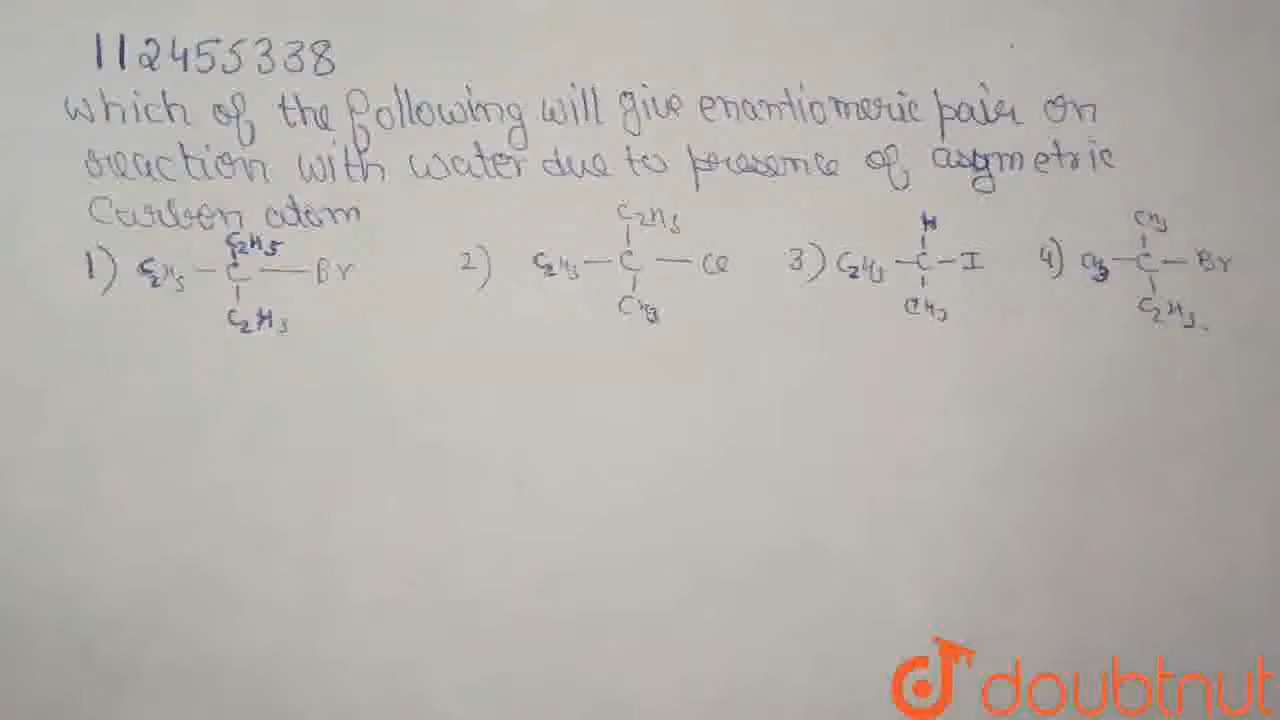 112455338
which of the following will give enantiomeric pair on
reaction with water due to presence of asymetric
Carbon atom
C2H5 C2H5 H CH3
1) C2H5 - C - Br 2) C2H5 - C - Cl 3) C2H5 - C - I 4) CH3 - C - Br
C2H5 CH3 CH3 C2H5
doubtnut